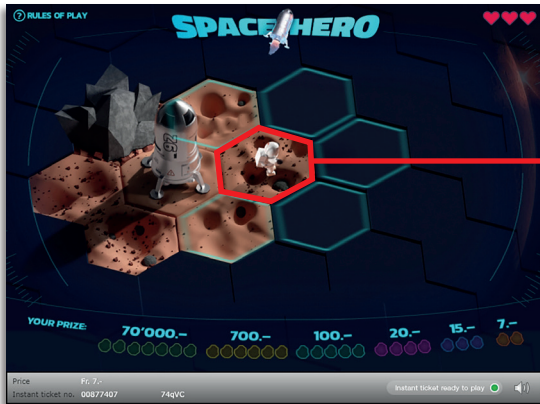 ? RULES OF PLAY
SPACE HERO
YOUR PRIZE:
70'000.–
700.–
100.–
20.–
15.–
7.–
Price Fr. 7.-
Instant ticket no. 00877407 74qVC
Instant ticket ready to play